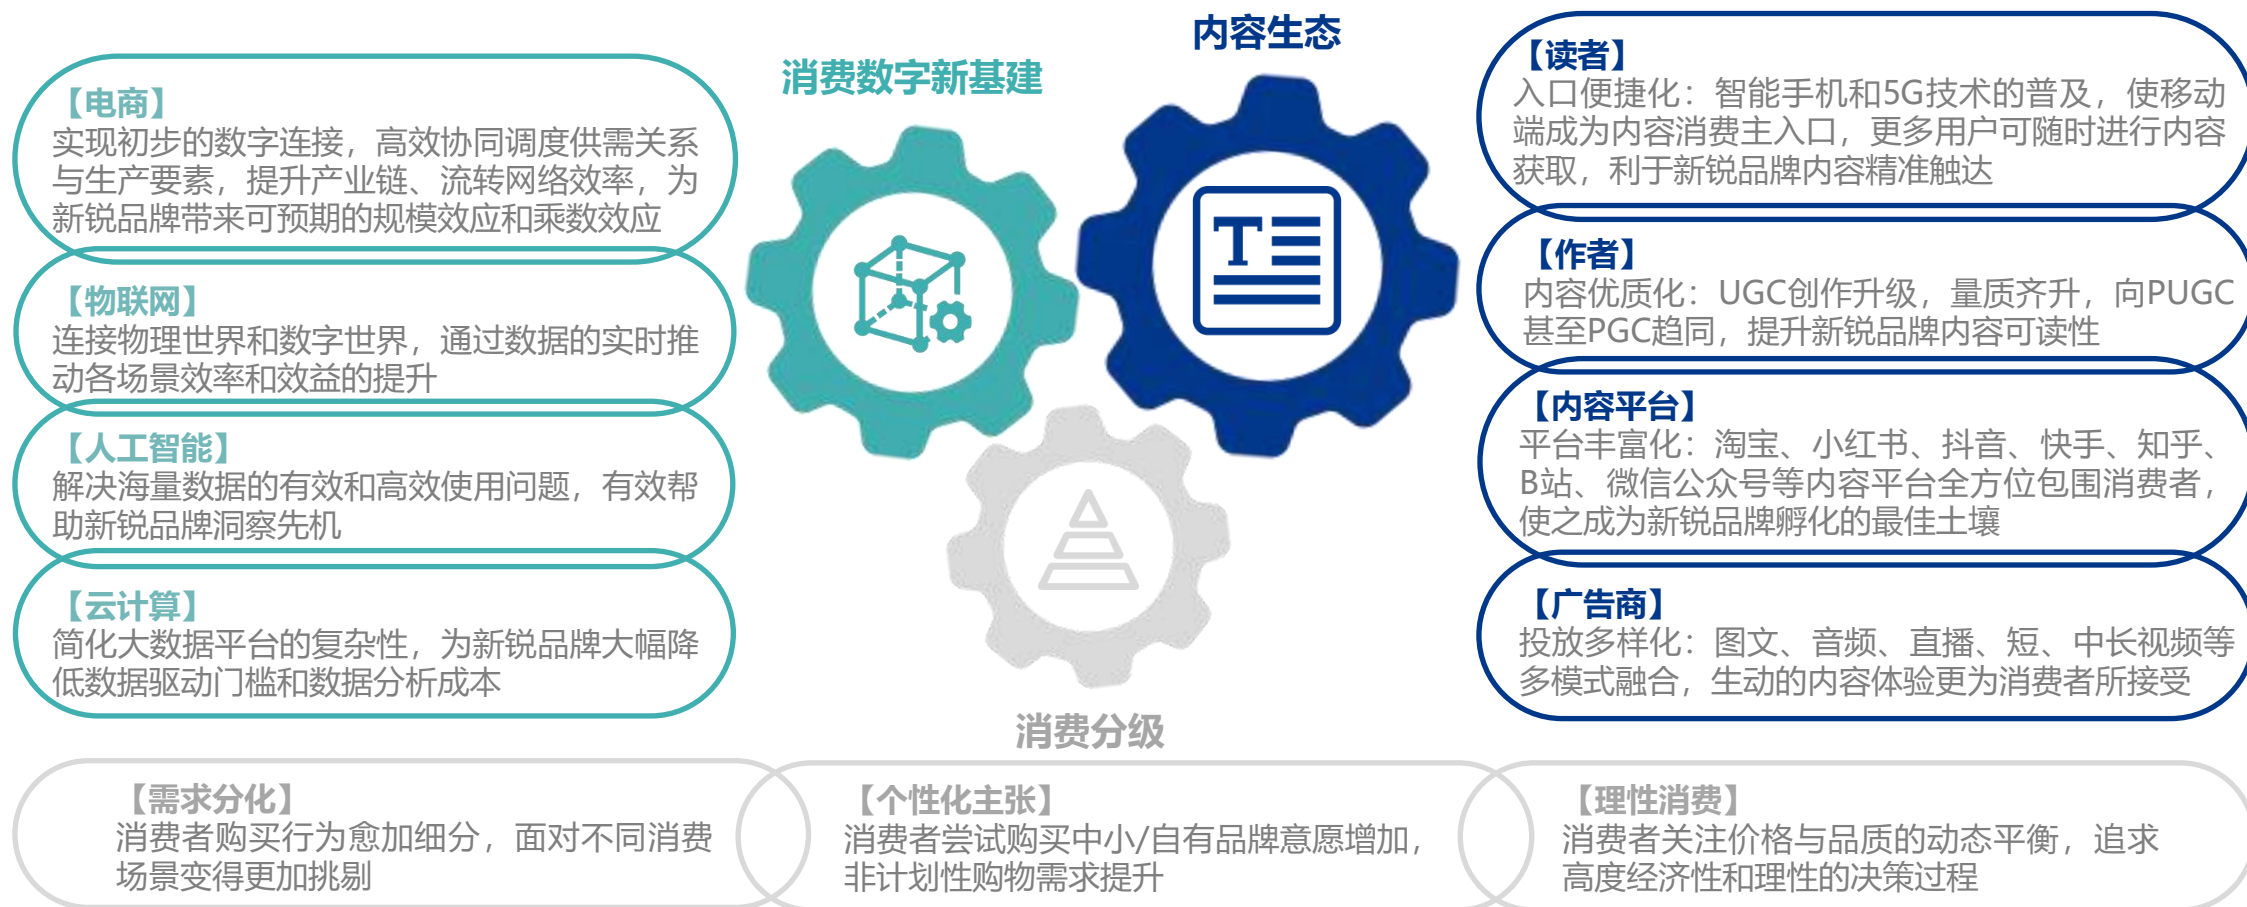 内容生态
消费数字新基建
【电商】
实现初步的数字连接，高效协同调度供需关系
与生产要素，提升产业链、流转网络效率，为
新锐品牌带来可预期的规模效应和乘数效应
【物联网】
连接物理世界和数字世界，通过数据的实时推
动各场景效率和效益的提升
【人工智能】
解决海量数据的有效和高效使用问题，有效帮
助新锐品牌洞察先机
【云计算】
简化大数据平台的复杂性，为新锐品牌大幅降
低数据驱动门槛和数据分析成本
T
【读者】
入口便捷化：智能手机和5G技术的普及，使移动
端成为内容消费主入口，更多用户可随时进行内容
获取，利于新锐品牌内容精准触达
【作者】
内容优质化：UGC创作升级，量质齐升，向PUGC
甚至PGC趋同，提升新锐品牌内容可读性
【内容平台】
平台丰富化：淘宝、小红书、抖音、快手、知乎、
B站、微信公众号等内容平台全方位包围消费者，
使之成为新锐品牌孵化的最佳土壤
【广告商】
投放多样化：图文、音频、直播、短、中长视频等
多模式融合，生动的内容体验更为消费者所接受
消费分级
【需求分化】
消费者购买行为愈加细分，面对不同消费
场景变得更加挑剔
【个性化主张】
消费者尝试购买中小/自有品牌意愿增加，
非计划性购物需求提升
【理性消费】
消费者关注价格与品质的动态平衡，追求
高度经济性和理性的决策过程